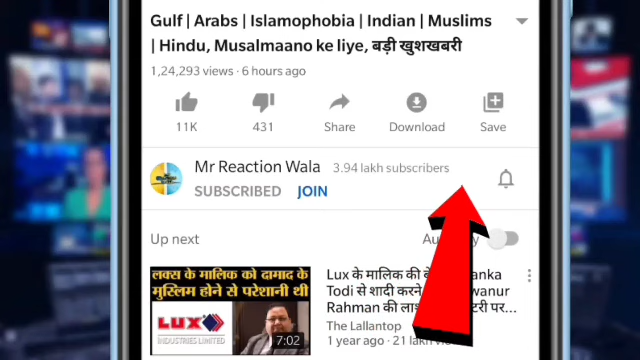 Gulf | Arabs | Islamophobia | Indian | Muslims
| Hindu, Musalmaano ke liye, बड़ी खुशखबरी
1,24,293 views · 6 hours ago
11K 431 Share Download Save
Mr Reaction Wala 3.94 lakh subscribers
SUBSCRIBED JOIN
Up next
लक्स के मालिक को दामाद के
मुस्लिम होने से परेशानी थी
LUX
INDUSTRIES LIMITED
7:02
Lux के मालिक की
Todi से शादी करने
Rahman की
The Lallantop
1 year ago · 21 lakh